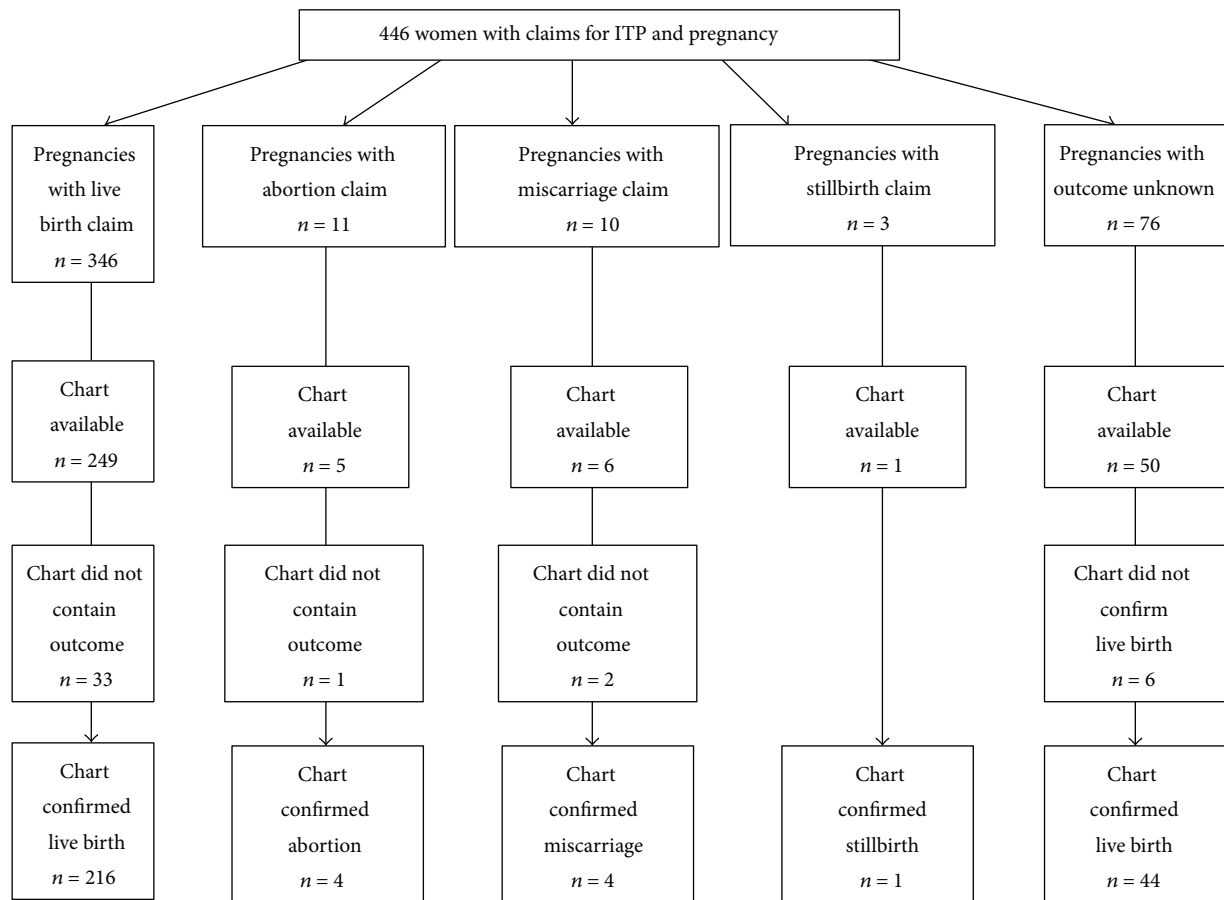 446 women with claims for ITP and pregnancy
Pregnancies
with live
birth claim
n = 346
Pregnancies with
abortion claim
n = 11
Pregnancies with
miscarriage claim
n = 10
Pregnancies with
stillbirth claim
n = 3
Pregnancies with
outcome unknown
n = 76
Chart
available
n = 249
Chart
available
n = 5
Chart
available
n = 6
Chart
available
n = 1
Chart
available
n = 50
Chart did not
contain
outcome
n = 33
Chart did not
contain
outcome
n = 1
Chart did not
contain
outcome
n = 2
Chart did not
confirm
live birth
n = 6
Chart
confirmed
live birth
n = 216
Chart
confirmed
abortion
n = 4
Chart
confirmed
miscarriage
n = 4
Chart
confirmed
stillbirth
n = 1
Chart
confirmed
live birth
n = 44